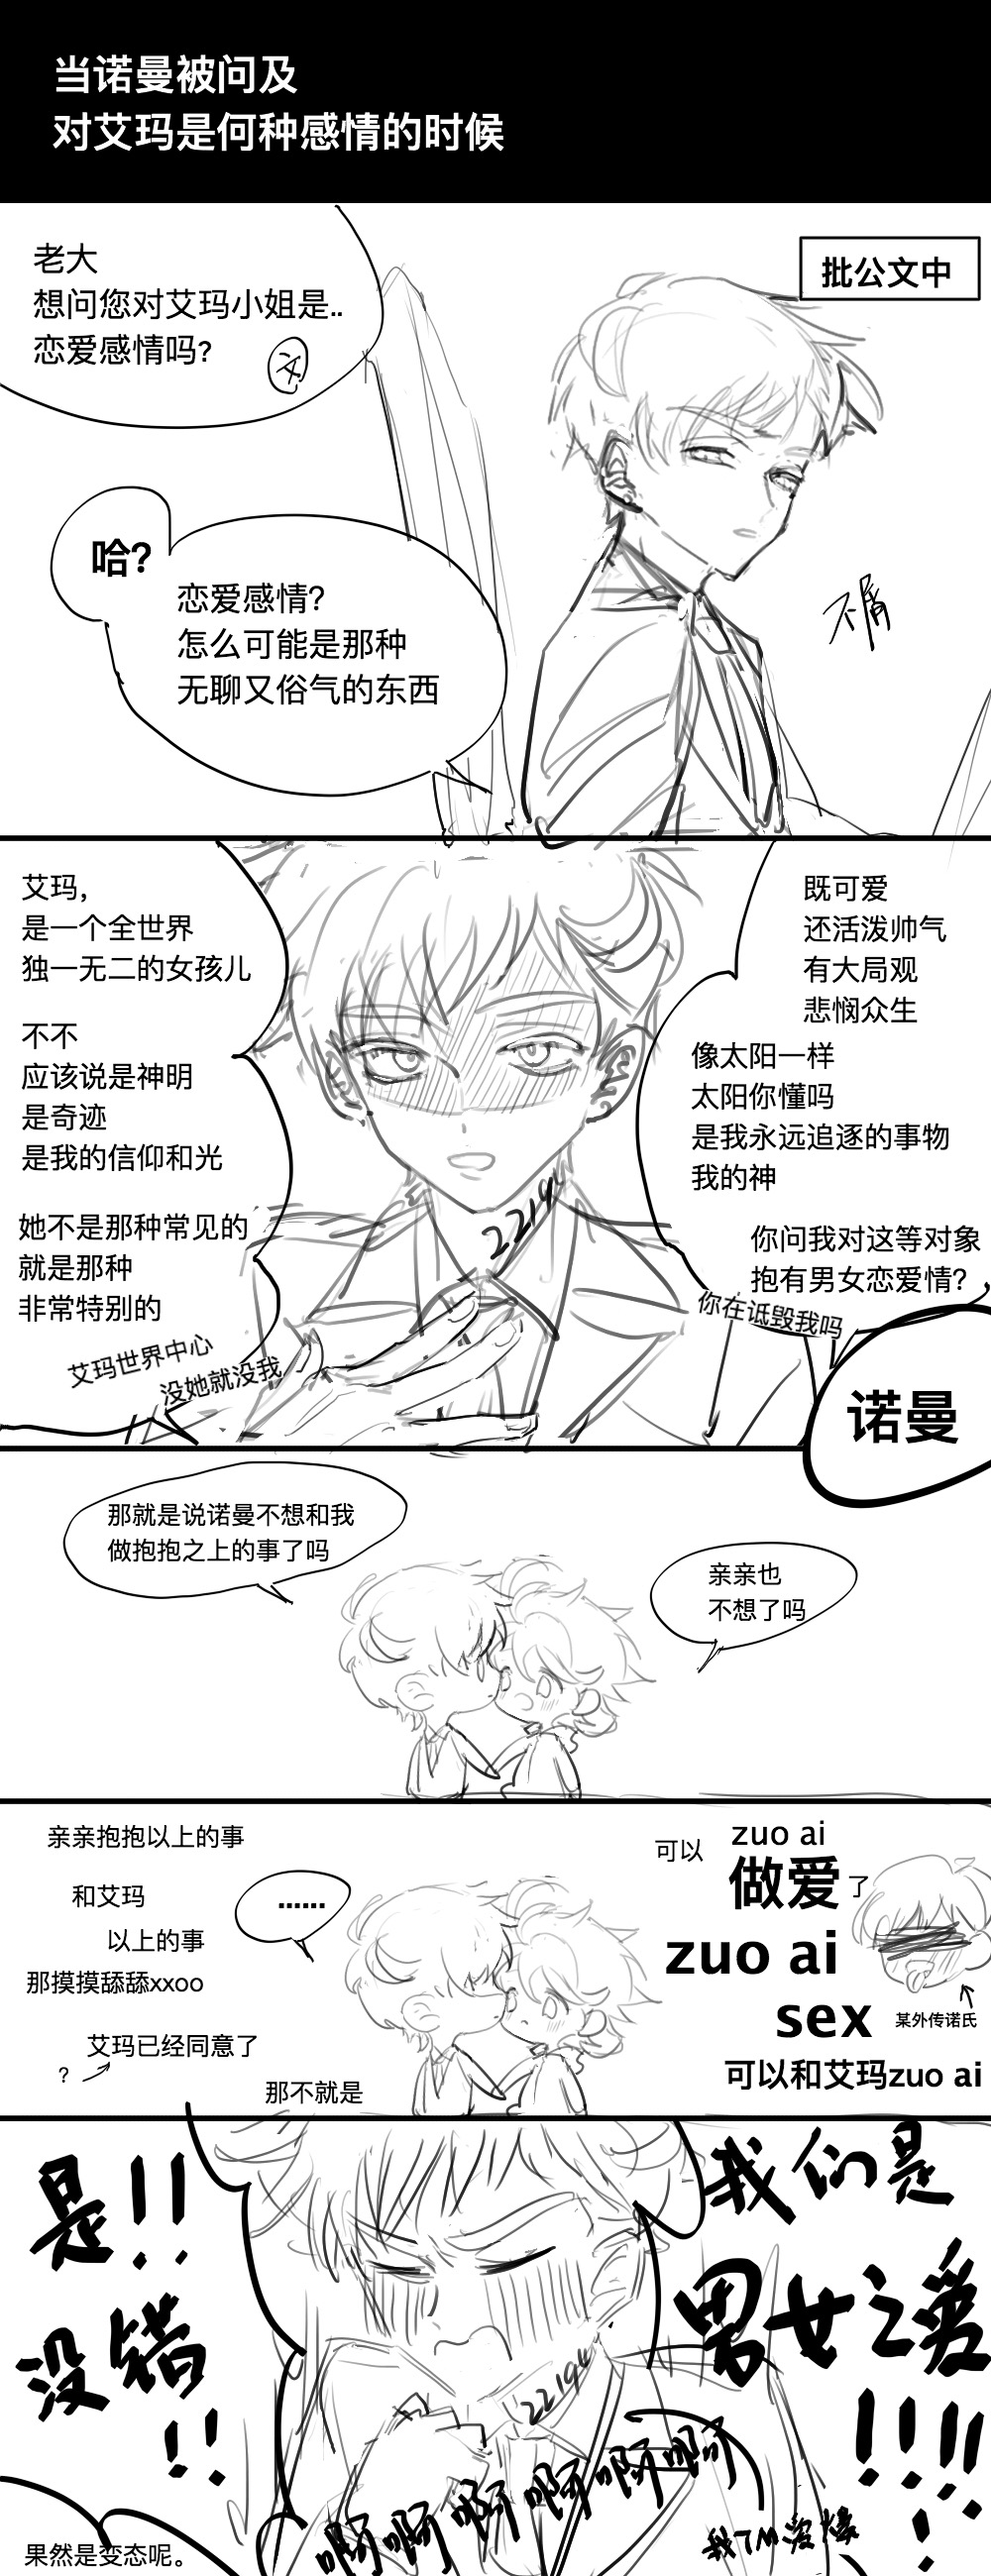 当诺曼被问及
对艾玛是何种感情的时候
批公文中
老大
想问您对艾玛小姐是..
恋爱感情吗?
文
哈?
恋爱感情?
怎么可能是那种
无聊又俗气的东西
不屑
艾玛,
是一个全世界
独一无二的女孩儿
不不
应该说是神明
是奇迹
是我的信仰和光
她不是那种常见的
就是那种
非常特别的
艾玛世界中心
没她就没我
既可爱
还活泼帅气
有大局观
悲悯众生
像太阳一样
太阳你懂吗
是我永远追逐的事物
我的神
你问我对这等对象
抱有男女恋爱情?
你在诋毁我吗
22194
诺曼
那就是说诺曼不想和我
做抱抱之上的事了吗
亲亲也
不想了吗
亲亲抱抱以上的事
和艾玛
以上的事
那摸摸舔舔xxoo
艾玛已经同意了
?
那不就是
......
可以
zuo ai
做爱了
zuo ai
sex
某外传诺氏
可以和艾玛zuo ai
是!!
没错
!!
我们是
男女之爱
!!!!
22194
啊啊啊啊啊
我TM没爆
果然是变态呢。